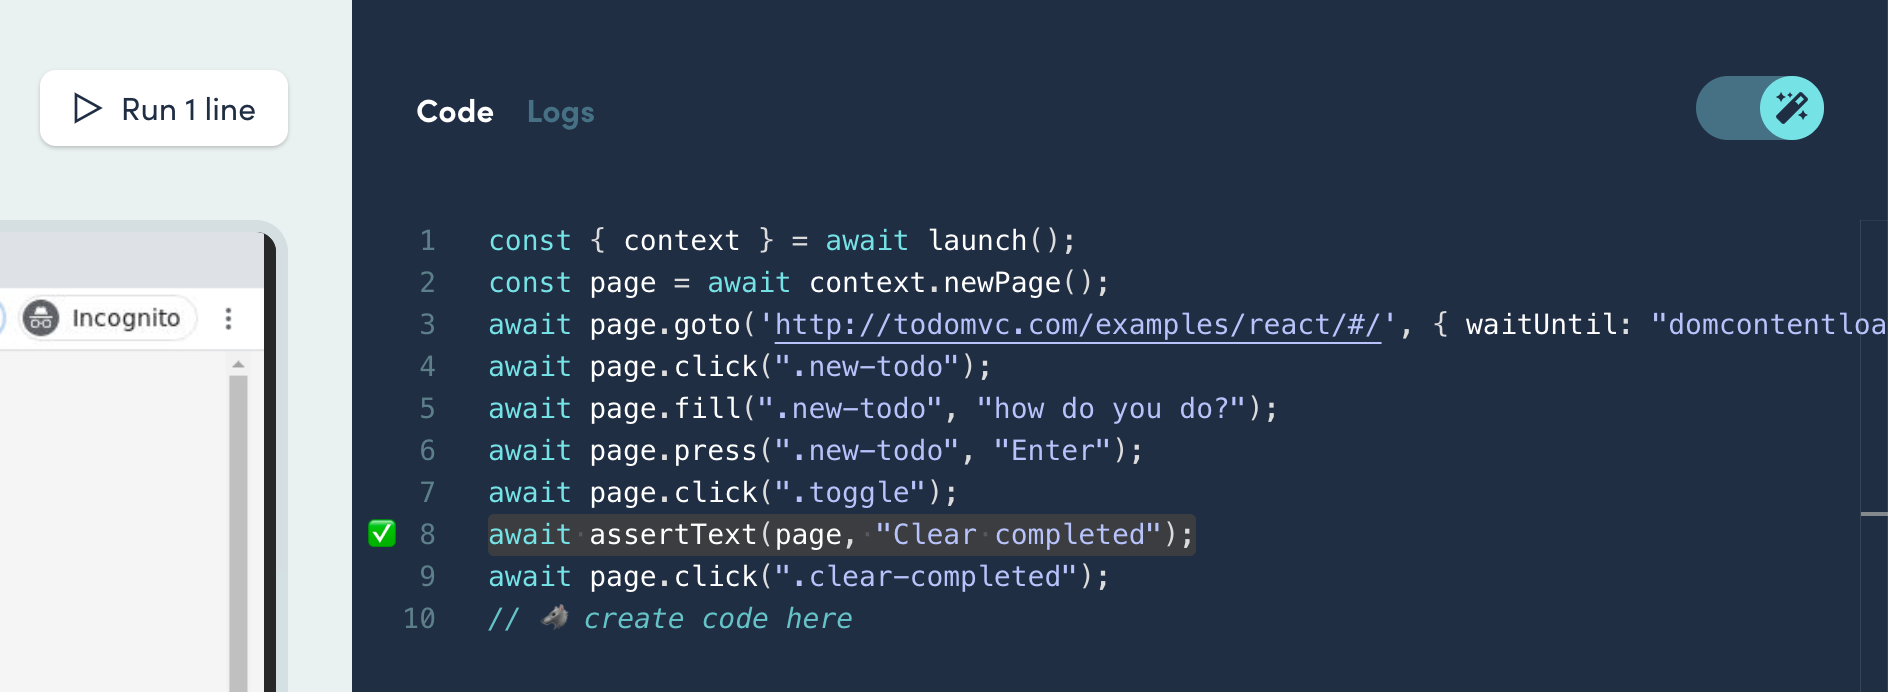 Run 1 line
Code Logs
Incognito
1 const { context } = await launch();
2 const page = await context.newPage();
3 await page.goto('http://todomvc.com/examples/react/#/', { waitUntil: "domcontentloa
4 await page.click(".new-todo");
5 await page.fill(".new-todo", "how do you do?");
6 await page.press(".new-todo", "Enter");
7 await page.click(".toggle");
✅ 8 await assertText(page, "Clear completed");
9 await page.click(".clear-completed");
10 // 🐺 create code here